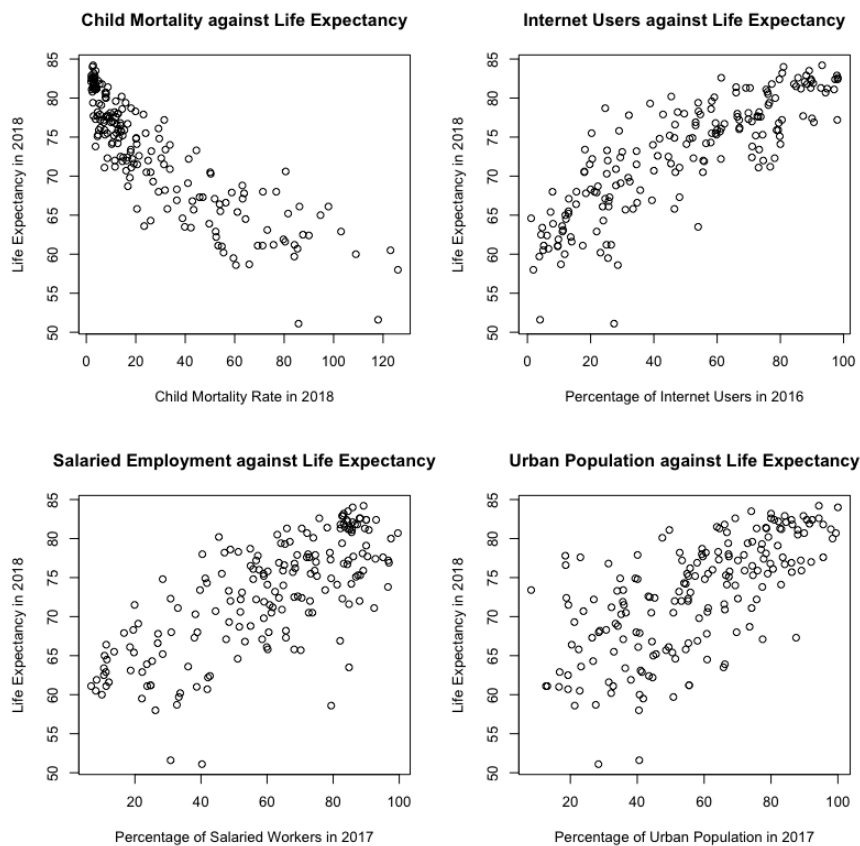 Child Mortality against Life Expectancy
Life Expectancy in 2018
85
80
75
70
65
60
55
50
0 20 40 60 80 100 120
Child Mortality Rate in 2018
Internet Users against Life Expectancy
Life Expectancy in 2018
85
80
75
70
65
60
55
50
0 20 40 60 80 100
Percentage of Internet Users in 2016
Salaried Employment against Life Expectancy
Life Expectancy in 2018
85
80
75
70
65
60
55
50
20 40 60 80 100
Percentage of Salaried Workers in 2017
Urban Population against Life Expectancy
Life Expectancy in 2018
85
80
75
70
65
60
55
50
20 40 60 80 100
Percentage of Urban Population in 2017